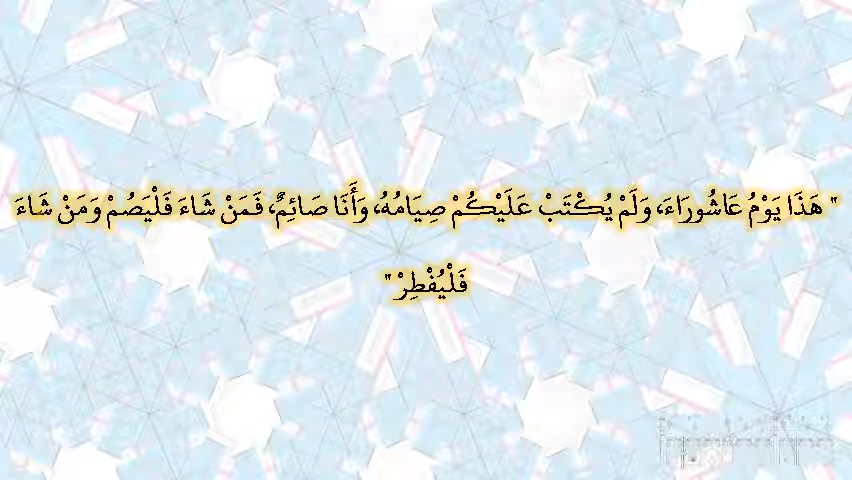 " هَذَا يَوْمُ عَاشُورَاءَ، وَلَمْ يُكْتَبْ عَلَيْكُمْ صِيَامُهُ، وَأَنَا صَائِمٌ، فَمَنْ شَاءَ فَلْيَصُمْ وَمَنْ شَاءَ
فَلْيُفْطِرْ "